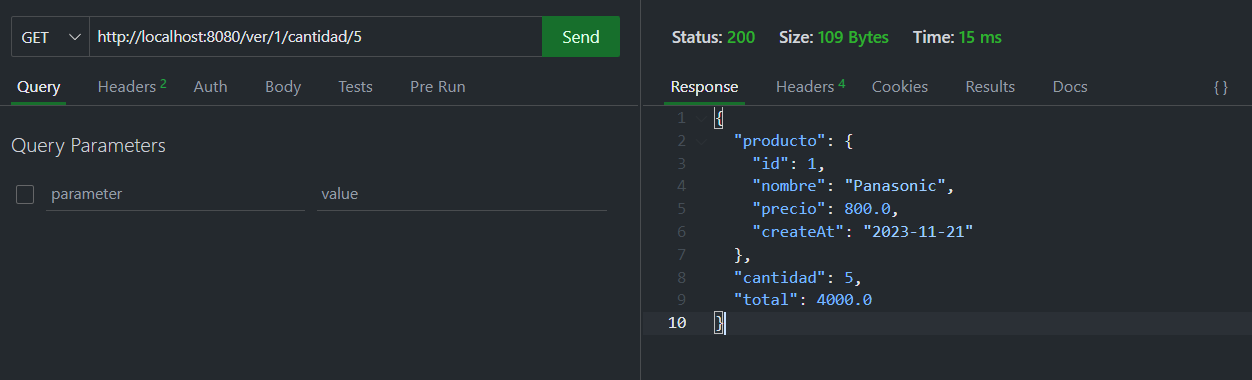 GET http://localhost:8080/ver/1/cantidad/5 Send
Query Headers 2 Auth Body Tests Pre Run
Query Parameters
parameter value
Status: 200 Size: 109 Bytes Time: 15 ms
Response Headers 4 Cookies Results Docs { }
1 {
2 "producto": {
3 "id": 1,
4 "nombre": "Panasonic",
5 "precio": 800.0,
6 "createAt": "2023-11-21"
7 },
8 "cantidad": 5,
9 "total": 4000.0
10 }